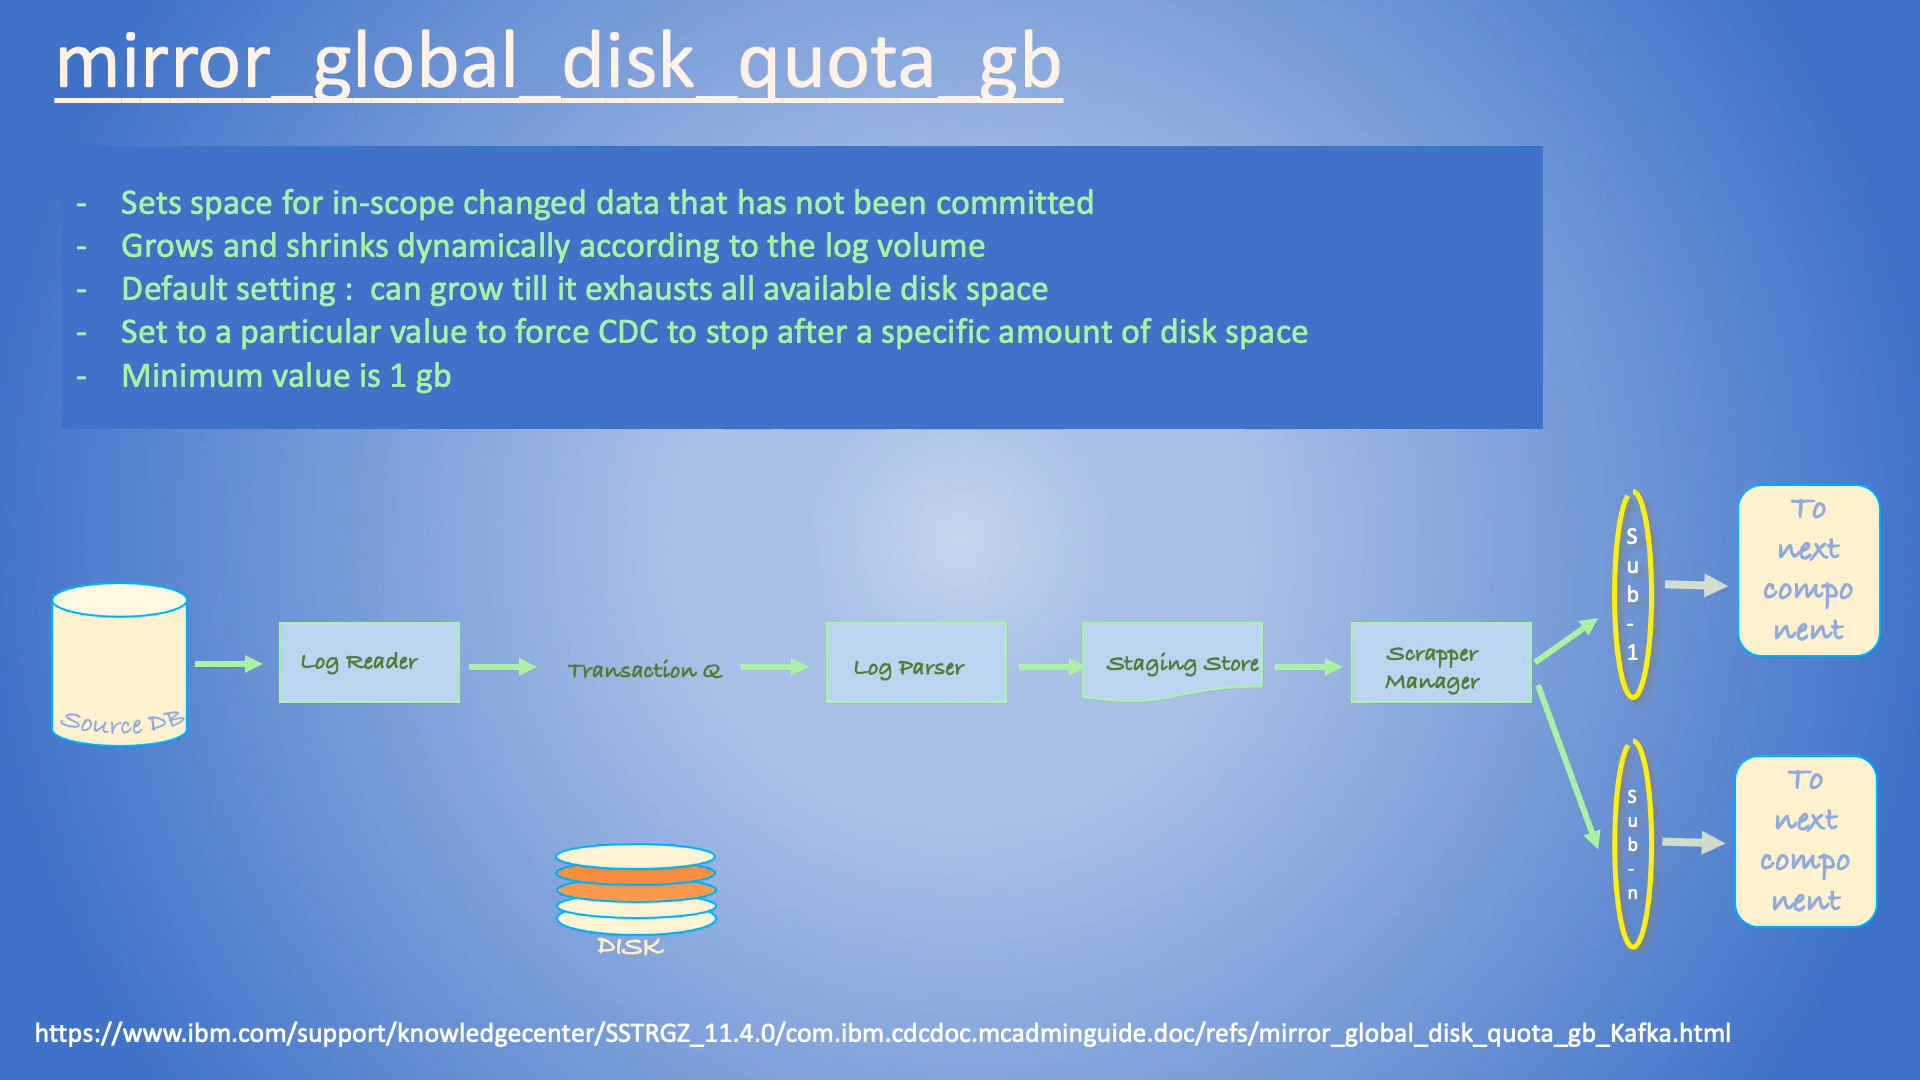 mirror_global_disk_quota_gb
- Sets space for in-scope changed data that has not been committed
- Grows and shrinks dynamically according to the log volume
- Default setting :  can grow till it exhausts all available disk space
- Set to a particular value to force CDC to stop after a specific amount of disk space
- Minimum value is 1 gb
Source DB
Log Reader
Transaction Q
Log Parser
Staging Store
Scrapper
Manager
S
u
b
-
1
To
next
compo
nent
S
u
b
-
n
To
next
compo
nent
DISK
https://www.ibm.com/support/knowledgecenter/SSTRGZ_11.4.0/com.ibm.cdcdoc.mcadminguide.doc/refs/mirror_global_disk_quota_gb_Kafka.html